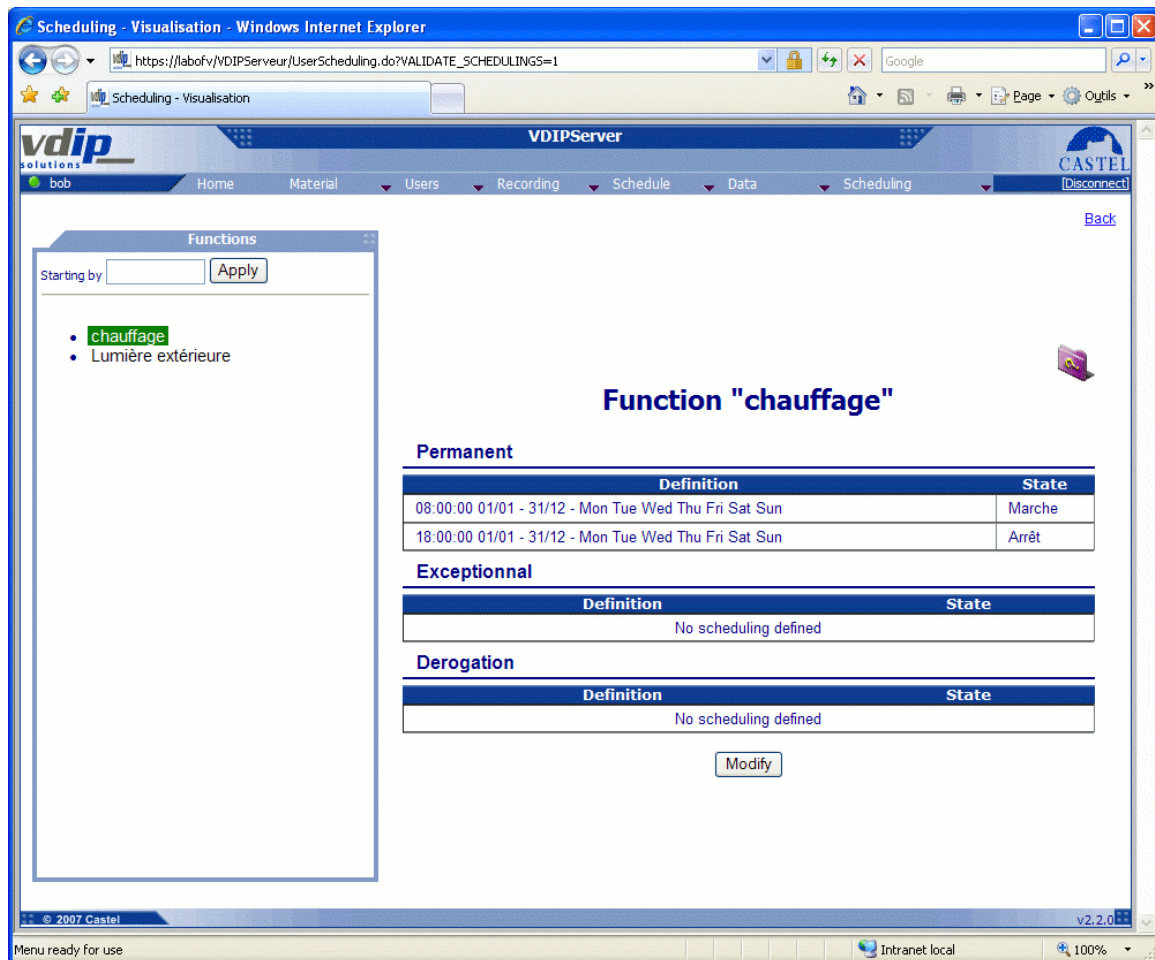 Scheduling - Visualisation - Windows Internet Explorer
https://labofv/VDIPServeur/UserScheduling.do?VALIDATE_SCHEDULINGS=1
Google
Scheduling - Visualisation
Page
Outils
»
vdip
solutions
VDIPServer
CASTEL
bob
Home
Material
Users
Recording
Schedule
Data
Scheduling
[Disconnect]
Back
Functions
Starting by
Apply
• chauffage
• Lumière extérieure
Function "chauffage"
Permanent
Definition State
08:00:00 01/01 - 31/12 - Mon Tue Wed Thu Fri Sat Sun Marche
18:00:00 01/01 - 31/12 - Mon Tue Wed Thu Fri Sat Sun Arrêt
Exceptionnal
Definition State
No scheduling defined
Derogation
Definition State
No scheduling defined
Modify
© 2007 Castel
v2.2.0
Menu ready for use
Intranet local
100%